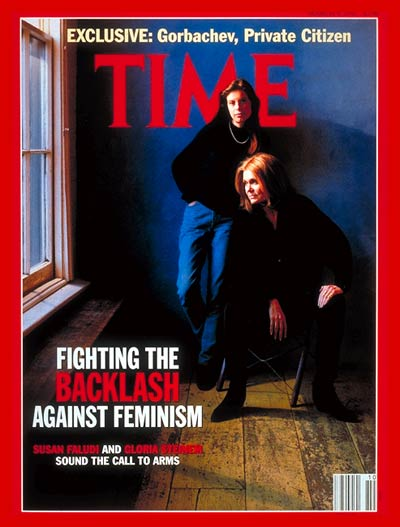 EXCLUSIVE: Gorbachev, Private Citizen
TIME
FIGHTING THE
BACKLASH
AGAINST FEMINISM
SUSAN FALUDI AND GLORIA STEINEM
SOUND THE CALL TO ARMS
10